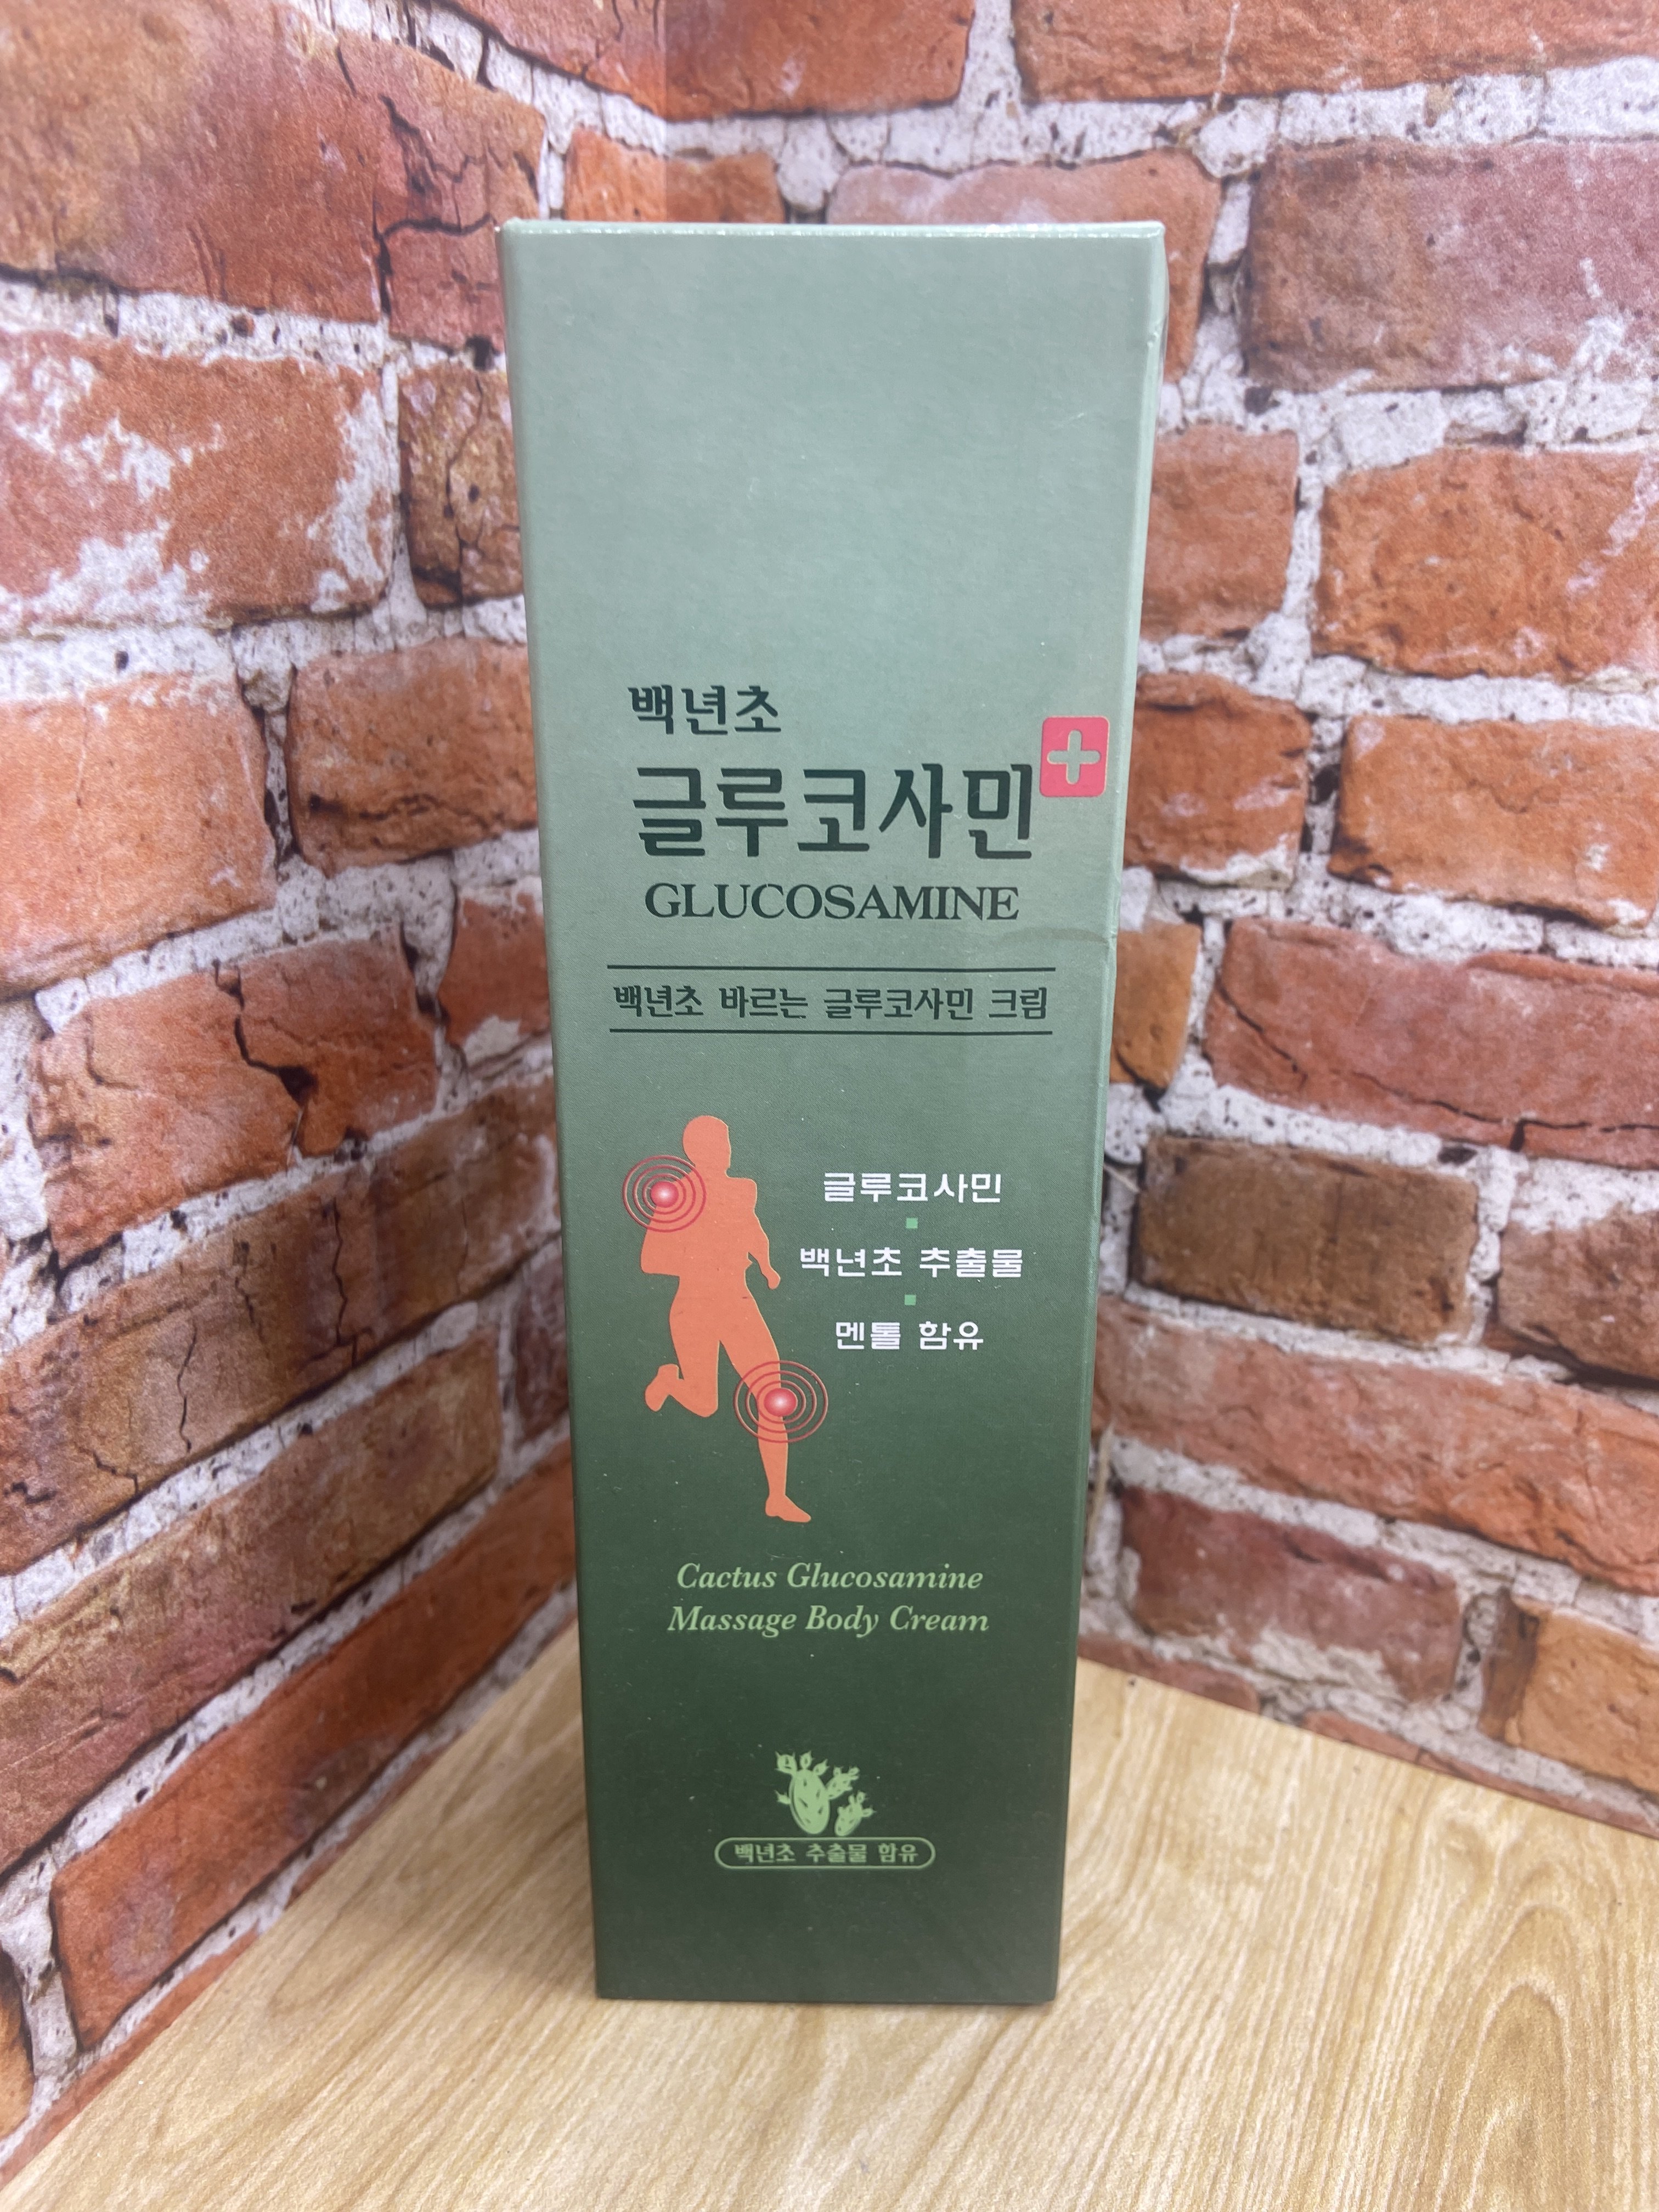 백년초
글루코사민
GLUCOSAMINE
백년초 바르는 글루코사민 크림
글루코사민
백년초 추출물
멘톨 함유
Cactus Glucosamine
Massage Body Cream
백년초 추출물 함유